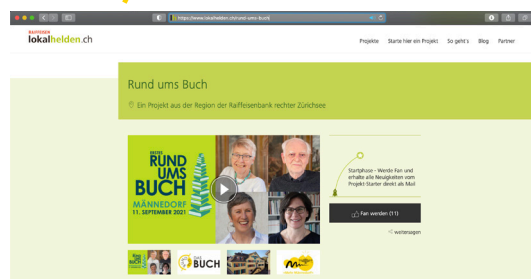 https://www.lokalhelden.ch/rund-ums-buch
RAIFFEISEN
lokalhelden.ch
Projekte Starte hier ein Projekt So geht's Blog Partner
Rund ums Buch
Ein Projekt aus der Region der Raiffeisenbank rechter Zürichsee
RUND
UMS
BUCH
MÄNNEDORF
11. SEPTEMBER 2021
Startphase - Werde Fan und
erhalte alle Neuigkeiten vom
Projekt-Starter direkt als Mail
Fan werden (11)
weitersagen
BUCH